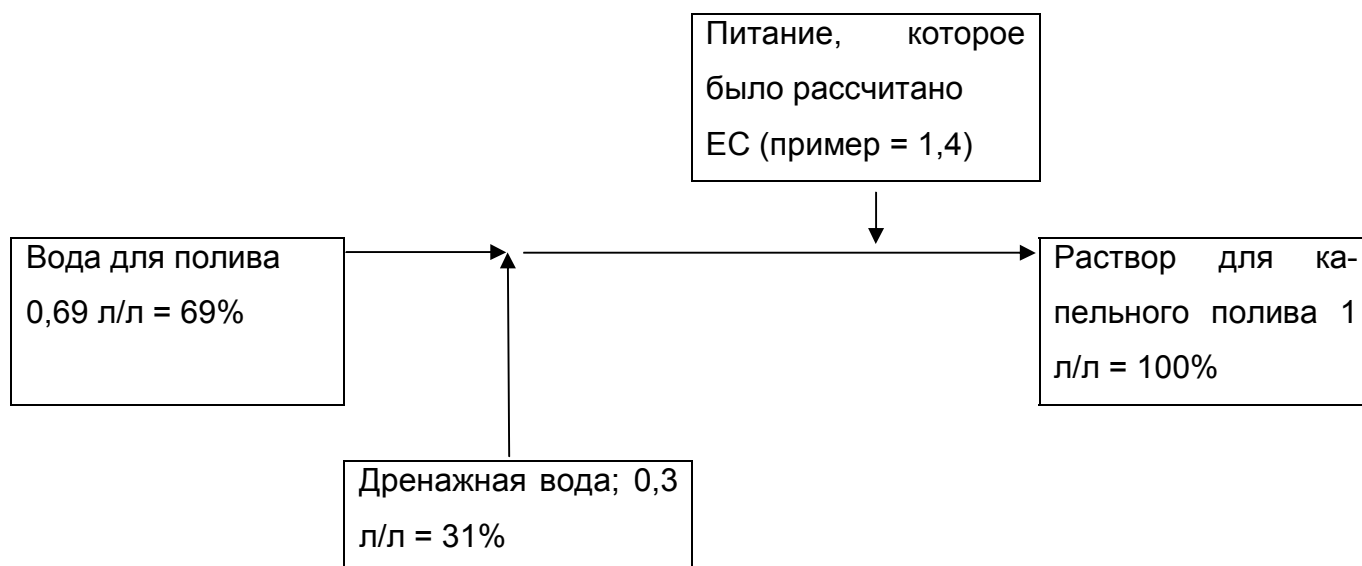 Питание, которое
было рассчитано
ЕС (пример = 1,4)
Вода для полива
0,69 л/л = 69%
Раствор для ка-
пельного полива 1
л/л = 100%
Дренажная вода; 0,3
л/л = 31%